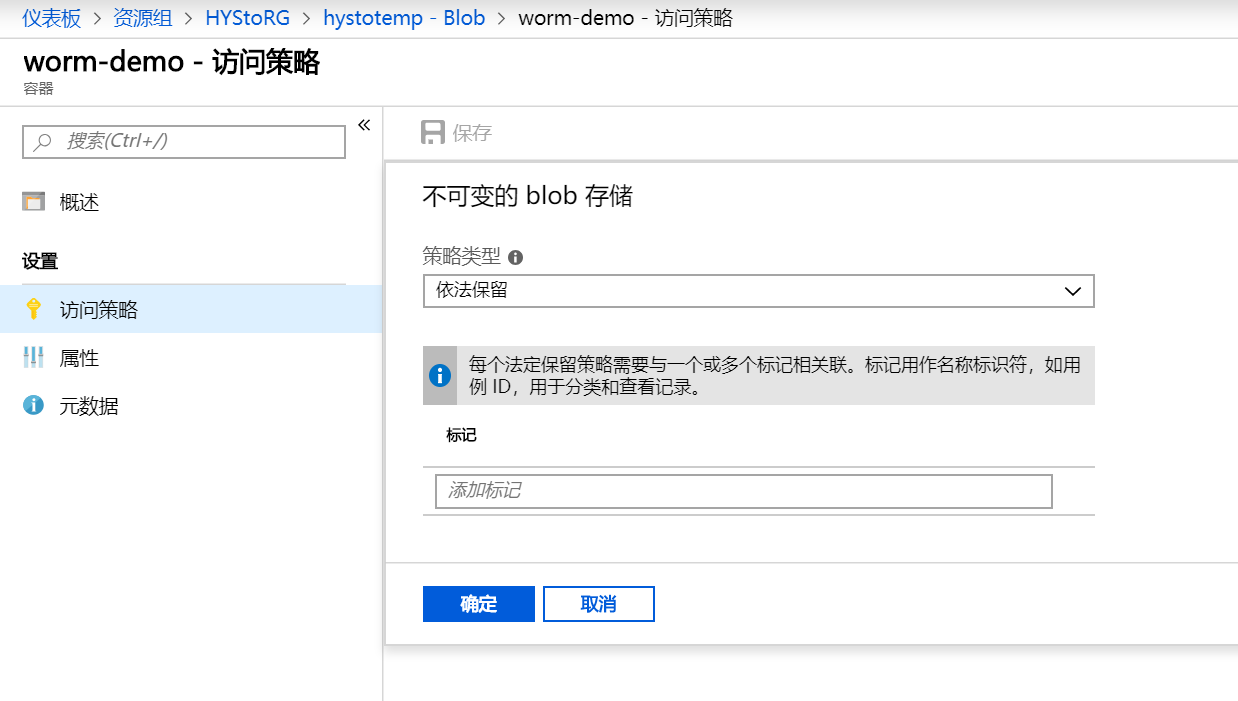 仪表板 > 资源组 > HYStoRG > hystotemp - Blob > worm-demo - 访问策略
worm-demo - 访问策略
容器
搜索(Ctrl+/)
«
概述
设置
访问策略
属性
元数据
保存
不可变的 blob 存储
策略类型
依法保留
每个法定保留策略需要与一个或多个标记相关联。标记用作名称标识符，如用
例 ID，用于分类和查看记录。
标记
添加标记
确定 取消